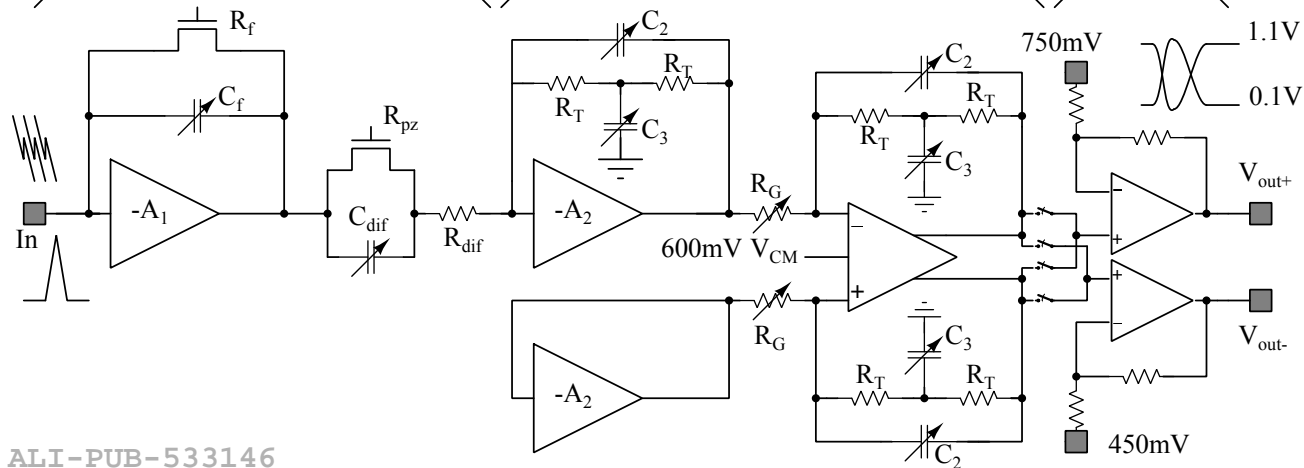 R_f
C_f
In
-A_1
R_pz
C_dif
R_dif
C_2
R_T
R_T
C_3
-A_2
R_G
600mV V_CM
-A_2
R_G
C_2
R_T
R_T
C_3
−
+
C_3
R_T
R_T
C_2
750mV
1.1V
0.1V
−
+
V_out+
+
−
V_out-
450mV
ALI-PUB-533146